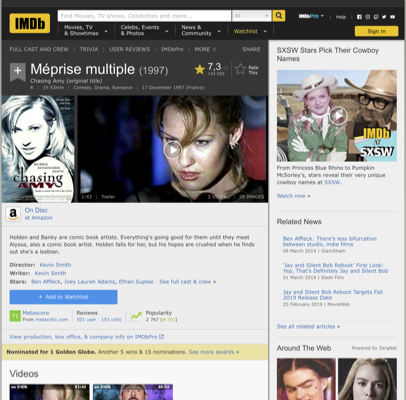 IMDb
Find Movies, TV shows, Celebrities and more...
All
IMDbPro
Help
Movies, TV
& Showtimes
Celebs, Events
& Photos
News &
Community
Watchlist
Sign in
FULL CAST AND CREW | TRIVIA | USER REVIEWS | IMDbPro | MORE
SHARE
Méprise multiple (1997)
Chasing Amy (original title)
1h 53min | Comedy, Drama, Romance | 17 December 1997 (France)
7,3
Rate
This
chasing
AMY
1:45 | Trailer
2 Videos | 29 IMAGES
On Disc
at Amazon
Holden and Banky are comic book artists. Everything's going good for them until they meet
Alyssa, also a comic book artist. Holden falls for her, but his hopes are crushed when he finds
out she's a lesbian.
Director: Kevin Smith
Writer: Kevin Smith
Stars: Ben Affleck, Joey Lauren Adams, Ethan Suplee | See full cast & crew »
+ Add to Watchlist
71
Metascore
From metacritic.com
Reviews
501 user | 153 critic
Popularity
2 767
View production, box office, & company info on IMDbPro
Nominated for 1 Golden Globe. Another 5 wins & 15 nominations. See more awards »
Videos
SXSW Stars Pick Their Cowboy
Names
IMDb
at
SXSW
From Princess Blue Rhino to Pumpkin
McSorley's, stars reveal their very unique
cowboy names at SXSW.
Watch now »
Related News
Ben Affleck: There's less bifurcation
between studio, indie films
09 March 2019 | GlamSham
'Jay and Silent Bob Reboot' First Look:
Yep, That's Definitely Jay and Silent Bob
01 March 2019 | Slash Film
Jay and Silent Bob Reboot Targets Fall
2019 Release Date
25 February 2019 | MovieWeb
See all related articles »
Around The Web
Powered by ZergNet